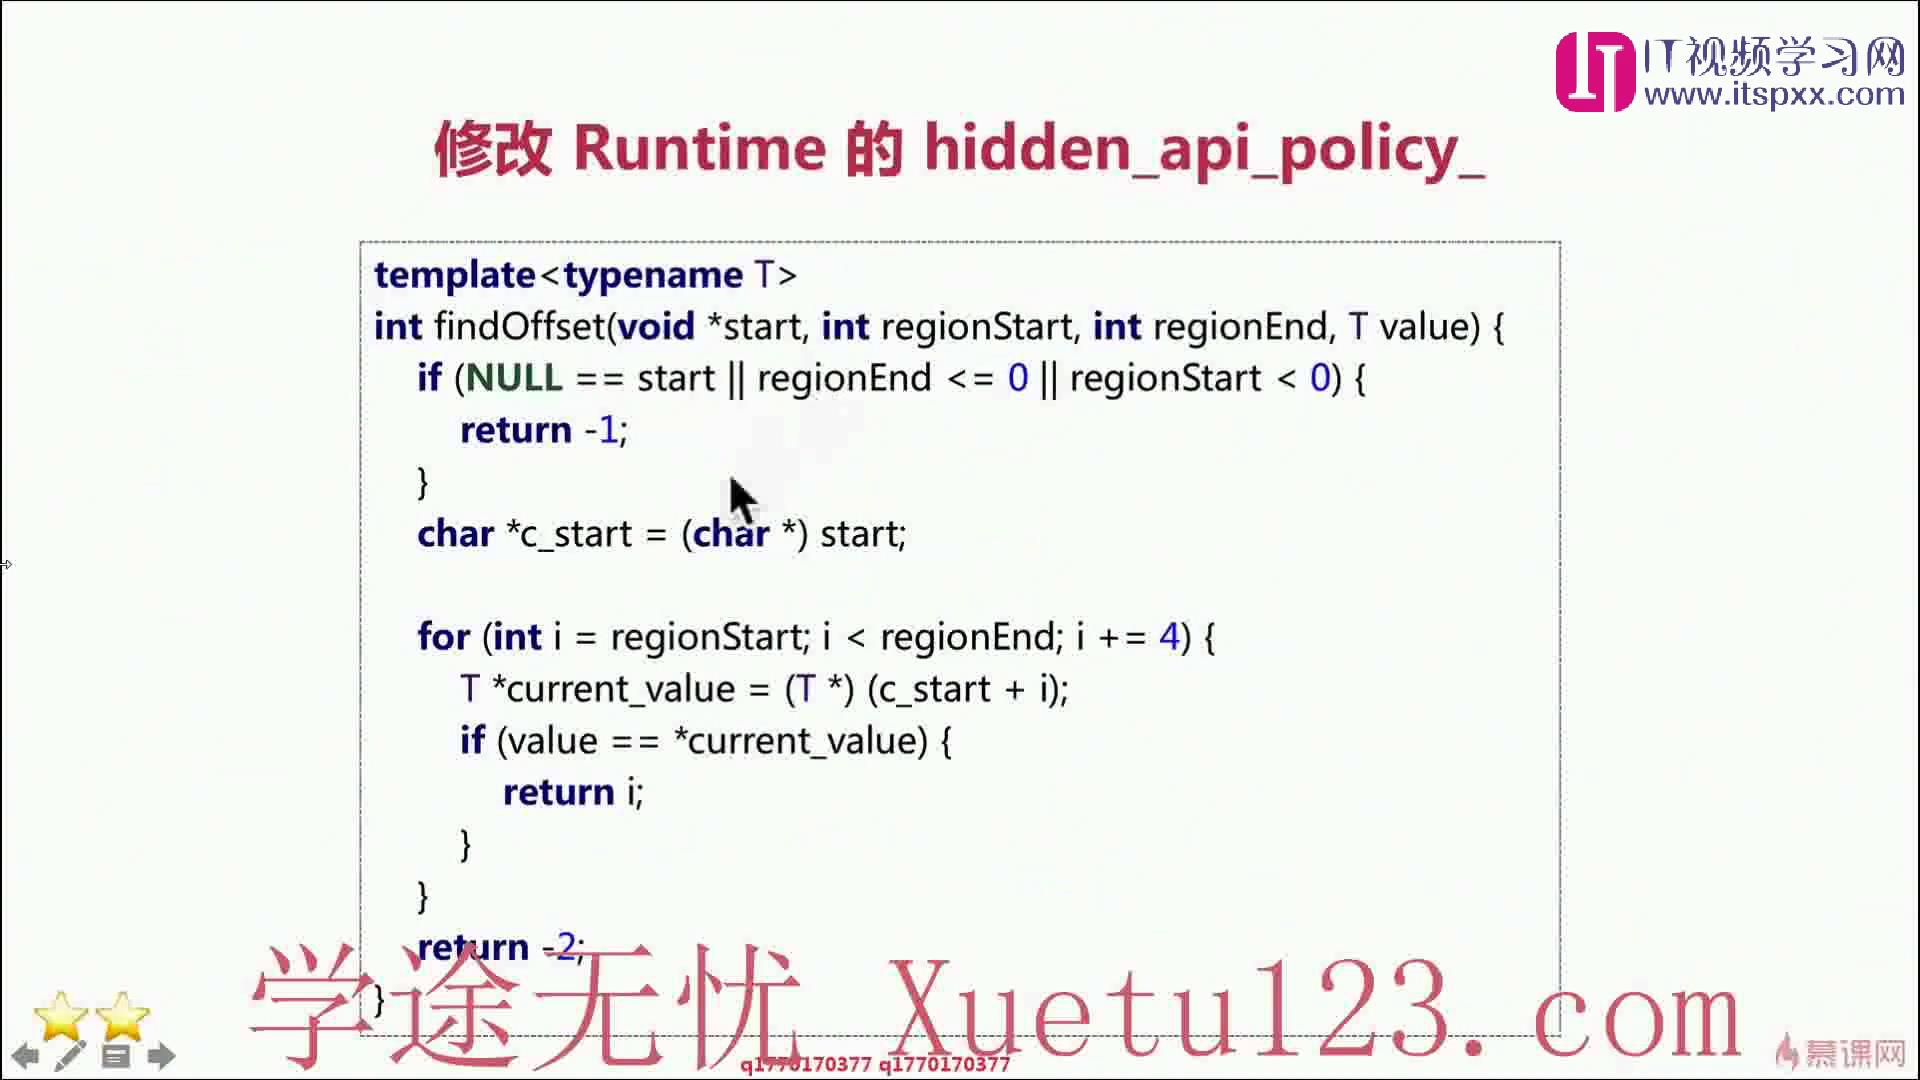 IT视频学习网
www.itspxx.com
修改 Runtime 的 hidden_api_policy_
template<typename T>
int findOffset(void *start, int regionStart, int regionEnd, T value) {
if (NULL == start || regionEnd <= 0 || regionStart < 0) {
return -1;
}
char *c_start = (char *) start;
for (int i = regionStart; i < regionEnd; i += 4) {
T *current_value = (T *) (c_start + i);
if (value == *current_value) {
return i;
}
}
return -2;
}
学途无忧 Xuetu123.com
q1770170377 q1770170377
慕课网